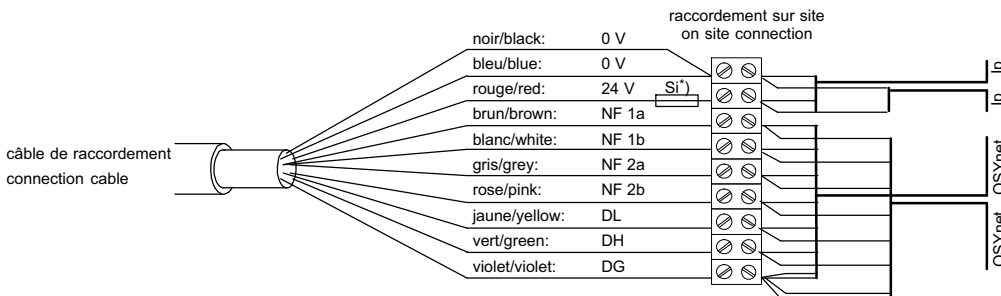 raccordement sur site
on site connection
noir/black: 0 V
bleu/blue: 0 V
rouge/red: 24 V Si*)
brun/brown: NF 1a
blanc/white: NF 1b
gris/grey: NF 2a
rose/pink: NF 2b
jaune/yellow: DL
vert/green: DH
violet/violet: DG
câble de raccordement
connection cable
OSYnet
OSYnet